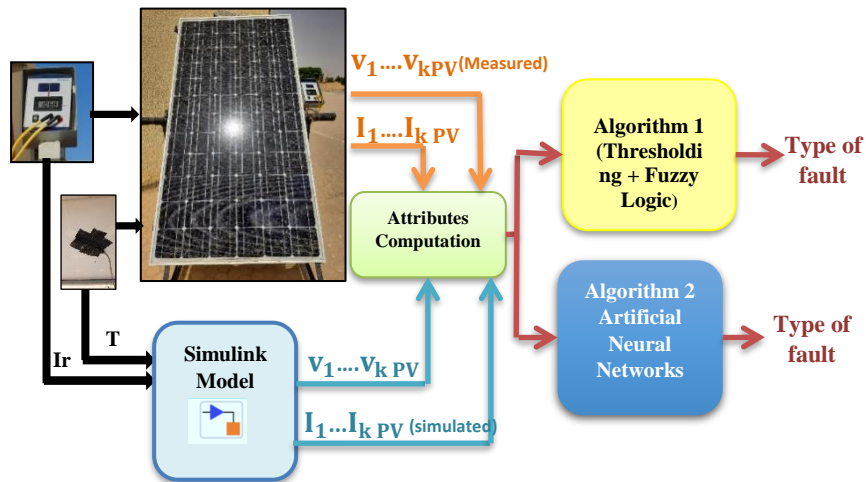 v1....vkPV(Measured)
I1....Ik PV
Algorithm 1
(Thresholdi
ng + Fuzzy
Logic)
Type of
fault
Attributes
Computation
Algorithm 2
Artificial
Neural
Networks
Type of
fault
T
Ir
Simulink
Model
v1....vk PV
I1...Ik PV (simulated)